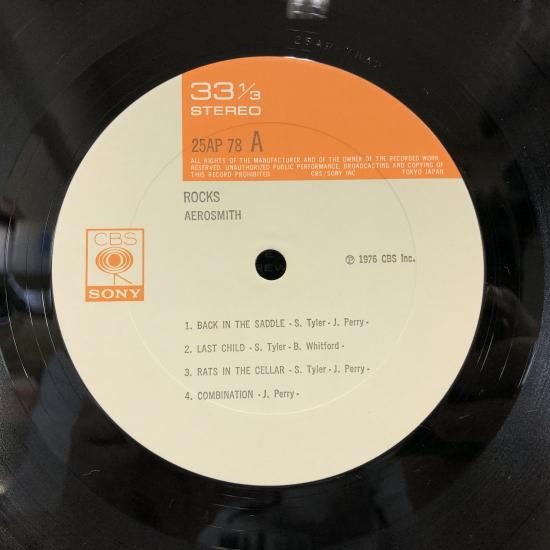 33 1/3
STEREO
25AP 78 A
ALL RIGHTS OF THE MANUFACTURER AND OF THE OWNER OF THE RECORDED WORK
RESERVED. UNAUTHORIZED PUBLIC PERFORMANCE, BROADCASTING AND COPYING OF
THIS RECORD PROHIBITED. CBS/SONY INC. TOKYO JAPAN.
ROCKS
AEROSMITH
CBS
SONY
℗ 1976 CBS Inc.
1. BACK IN THE SADDLE - S. Tyler - J. Perry -
2. LAST CHILD - S. Tyler - B. Whitford -
3. RATS IN THE CELLAR - S. Tyler - J. Perry -
4. COMBINATION - J. Perry -